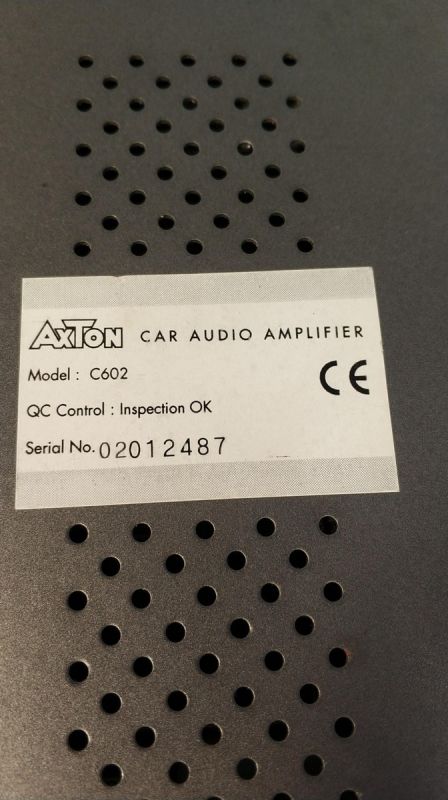 AXTON CAR AUDIO AMPLIFIER
Model : C602
CE
QC Control : Inspection OK
Serial No. 02012487